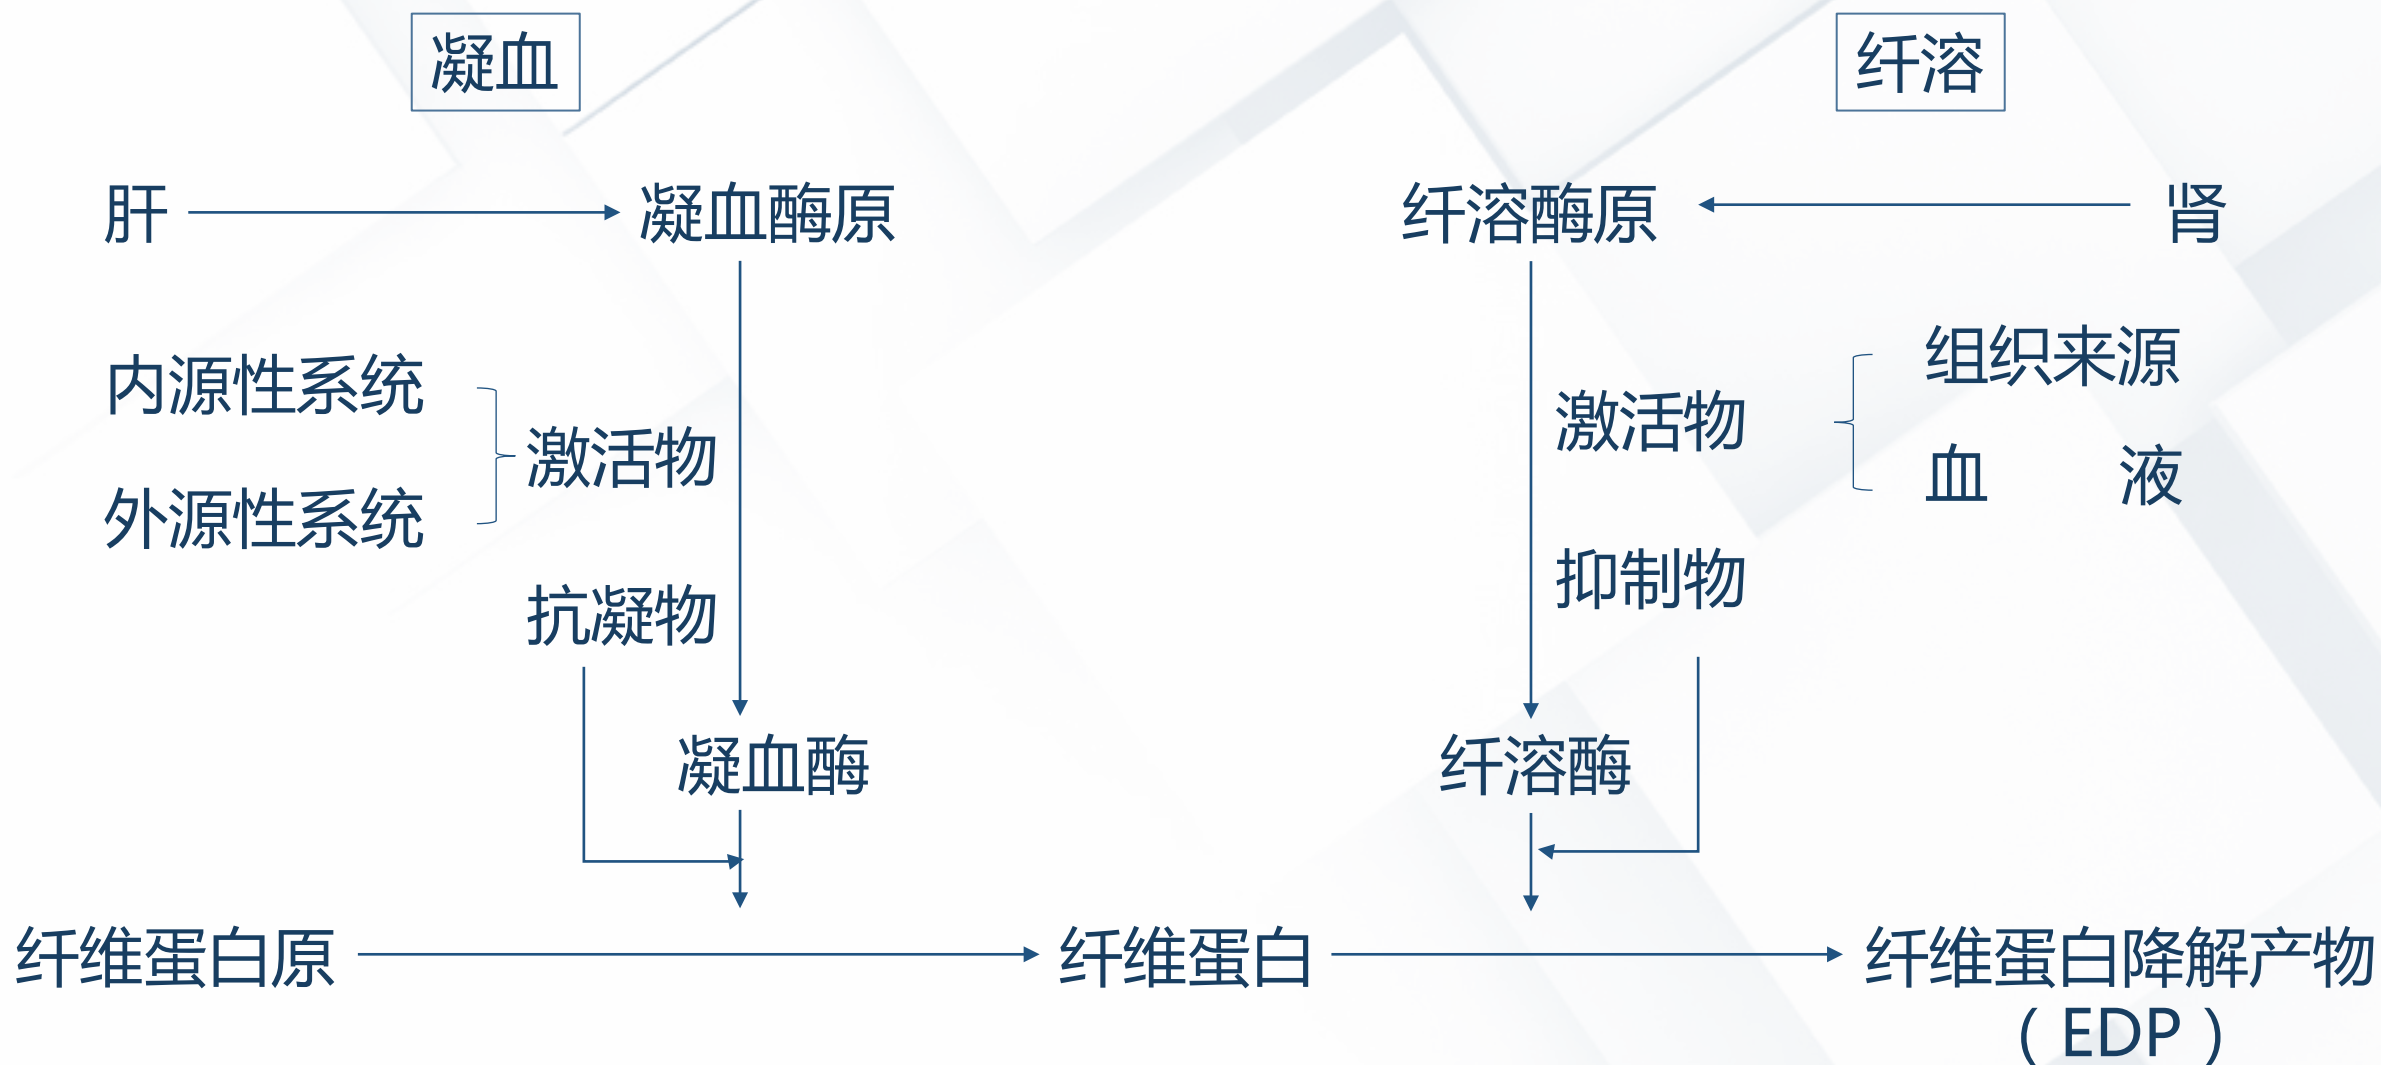 凝血
纤溶
肝
凝血酶原
纤溶酶原
肾
内源性系统
外源性系统
激活物
抗凝物
激活物
组织来源
血 液
抑制物
凝血酶
纤溶酶
纤维蛋白原
纤维蛋白
纤维蛋白降解产物
（EDP）